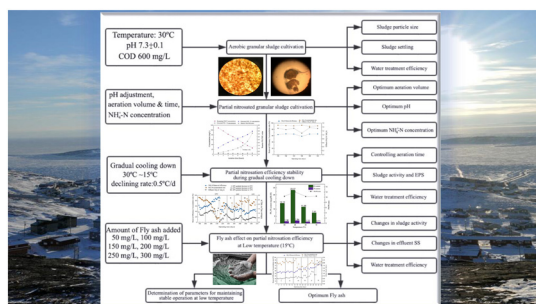 Temperature: 30℃
pH 7.3±0.1
COD 600 mg/L
Aerobic granular sludge cultivation
Sludge particle size
Sludge settling
Water treatment efficiency
pH adjustment,
aeration volume & time,
NH₄⁺-N concentration
Partial nitrosated granular sludge cultivation
Optimum aeration volume
Optimum pH
Optimum NH₄⁺-N concentration
Gradual cooling down
30℃ ~15℃
declining rate:0.5℃/d
Partial nitrosation efficiency stability
during gradual cooling down
Controlling aeration time
Sludge activity and EPS
Water treatment efficiency
Amount of Fly ash added
50 mg/L, 100 mg/L
150 mg/L, 200 mg/L
250 mg/L, 300 mg/L
Fly ash effect on partial nitrosation efficiency
at Low temperature (15℃)
Changes in sludge activity
Changes in effluent SS
Water treatment efficiency
Determination of parameters for maintaining
stable operation at low temperature
Optimum Fly ash